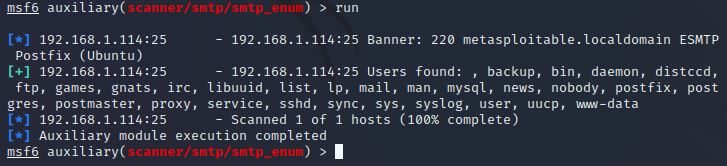 msf6 auxiliary(scanner/smtp/smtp_enum) > run
[*] 192.168.1.114:25      - 192.168.1.114:25 Banner: 220 metasploitable.localdomain ESMTP
Postfix (Ubuntu)
[+] 192.168.1.114:25      - 192.168.1.114:25 Users found: , backup, bin, daemon, distccd,
ftp, games, gnats, irc, libuuid, list, lp, mail, man, mysql, news, nobody, postfix, post
gres, postmaster, proxy, service, sshd, sync, sys, syslog, user, uucp, www-data
[*] 192.168.1.114:25      - Scanned 1 of 1 hosts (100% complete)
[*] Auxiliary module execution completed
msf6 auxiliary(scanner/smtp/smtp_enum) >